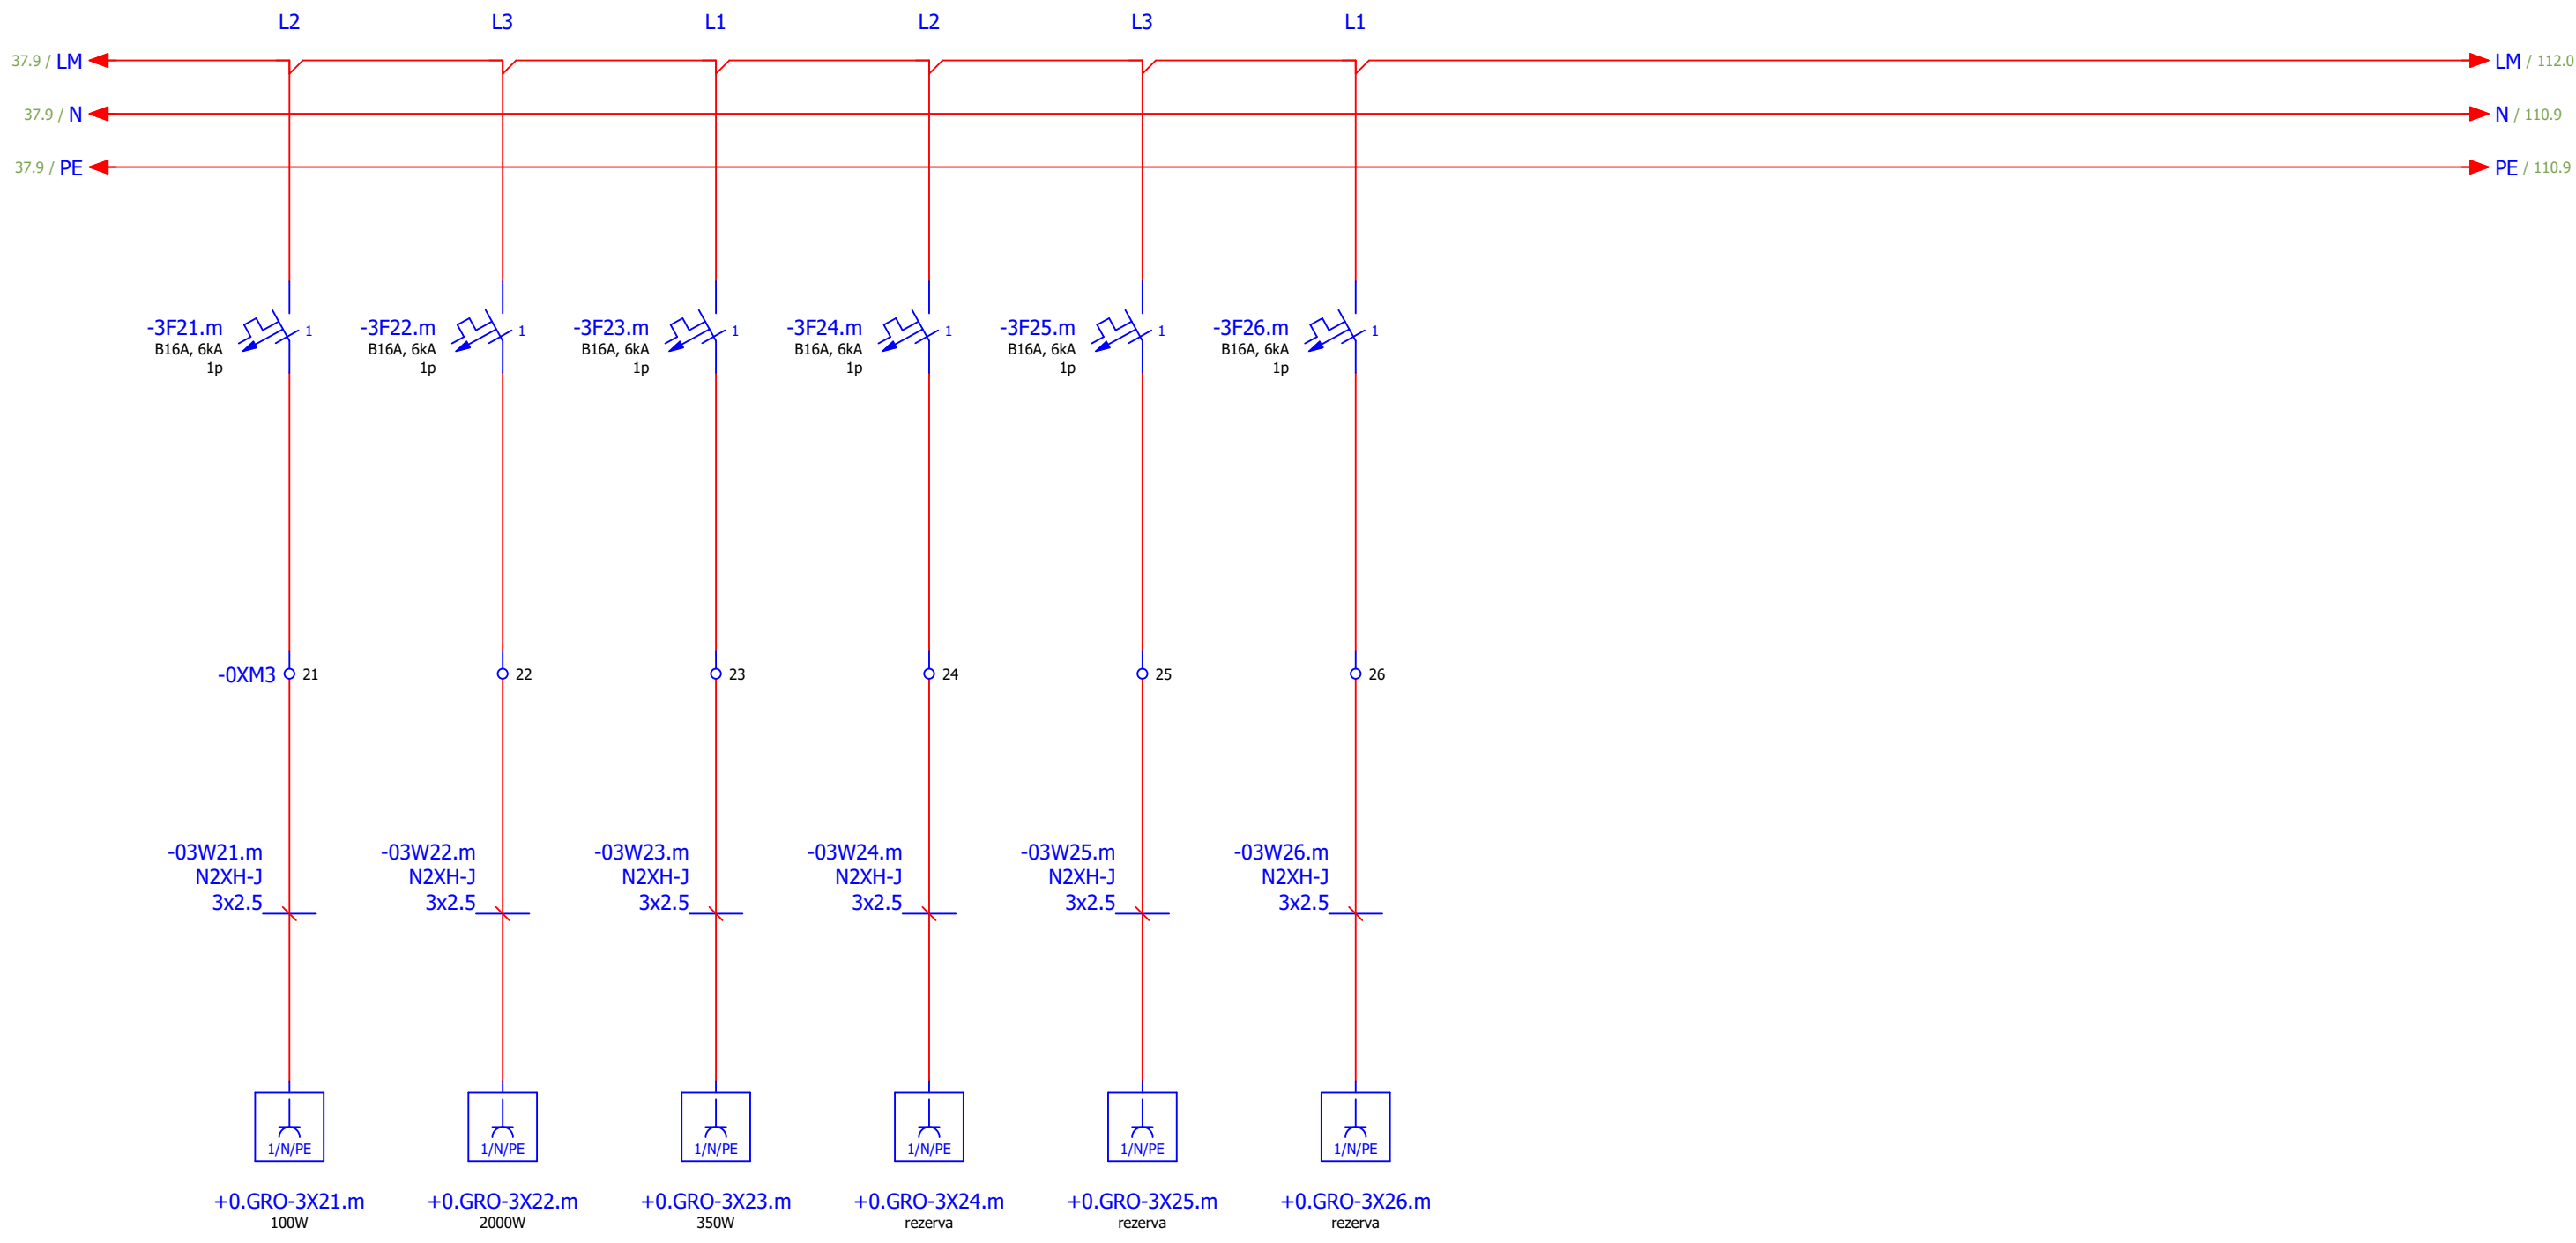 L2 L3 L1 L2 L3 L1
37.9 / LM LM / 112.0
37.9 / N N / 110.9
37.9 / PE PE / 110.9
-3F21.m 1 -3F22.m 1 -3F23.m 1 -3F24.m 1 -3F25.m 1 -3F26.m 1
B16A, 6kA B16A, 6kA B16A, 6kA B16A, 6kA B16A, 6kA B16A, 6kA
1p 1p 1p 1p 1p 1p
-0XM3 21 22 23 24 25 26
-03W21.m -03W22.m -03W23.m -03W24.m -03W25.m -03W26.m
N2XH-J N2XH-J N2XH-J N2XH-J N2XH-J N2XH-J
3x2.5 3x2.5 3x2.5 3x2.5 3x2.5 3x2.5
1/N/PE 1/N/PE 1/N/PE 1/N/PE 1/N/PE 1/N/PE
+0.GRO-3X21.m +0.GRO-3X22.m +0.GRO-3X23.m +0.GRO-3X24.m +0.GRO-3X25.m +0.GRO-3X26.m
100W 2000W 350W rezerva rezerva rezerva